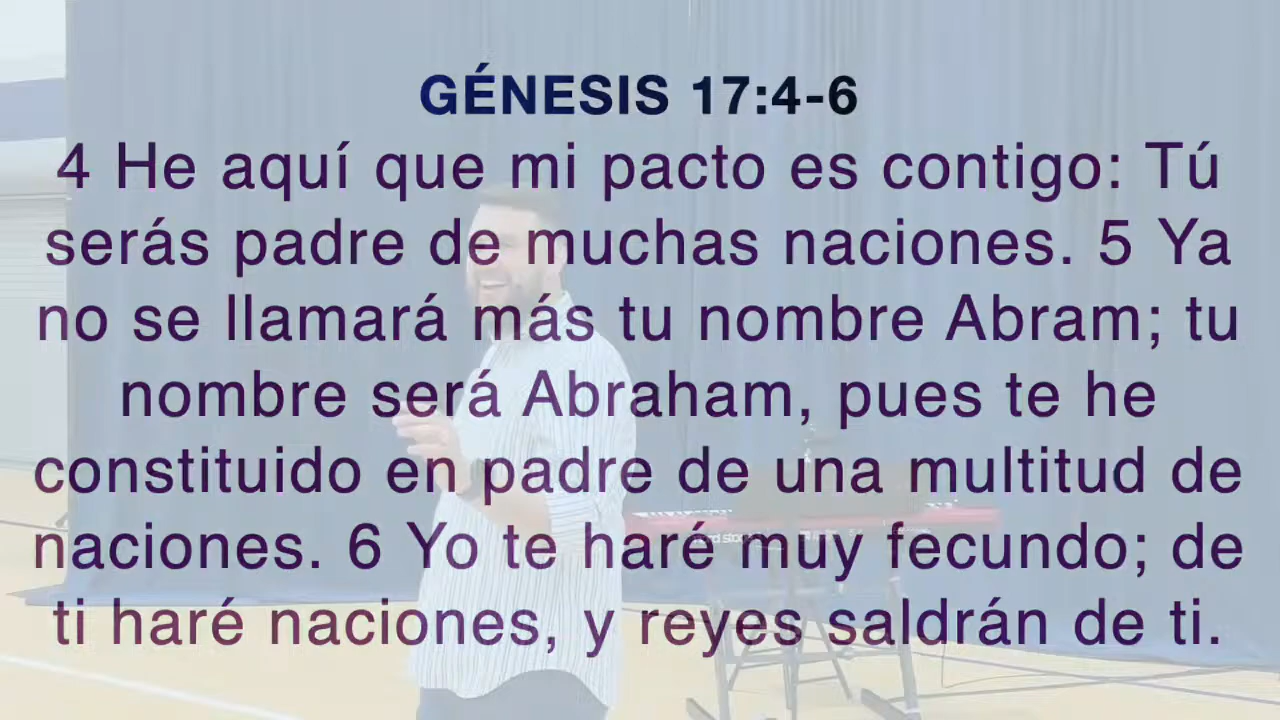 GÉNESIS 17:4-6
4 He aquí que mi pacto es contigo: Tú
serás padre de muchas naciones. 5 Ya
no se llamará más tu nombre Abram; tu
nombre será Abraham, pues te he
constituido en padre de una multitud de
naciones. 6 Yo te haré muy fecundo; de
ti haré naciones, y reyes saldrán de ti.